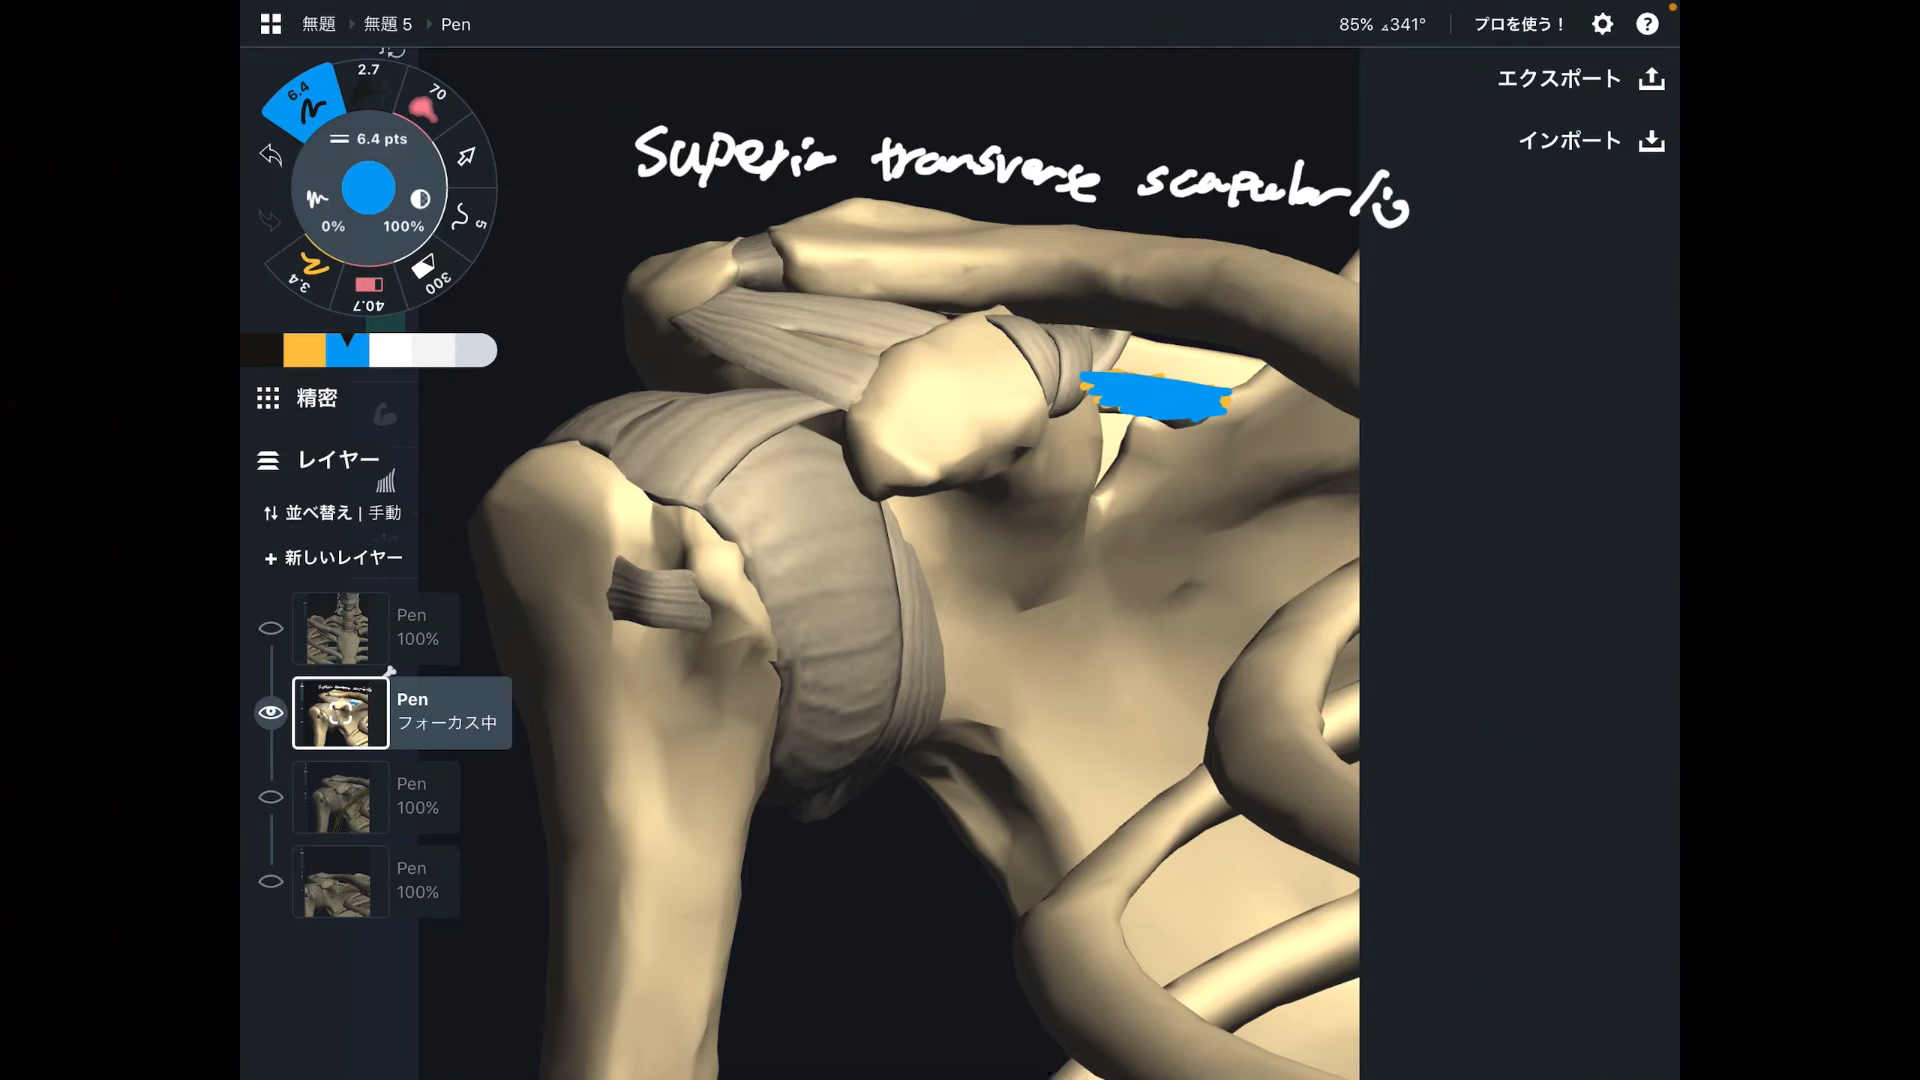 無題 無題 5 Pen
85% ⊿341° プロを使う！
エクスポート
インポート
2.7
6.4
70
6.4 pts
0% 100%
5
300
40.7
3.4
Superior transverse scapular lig
精密
レイヤー
並べ替え | 手動
+ 新しいレイヤー
Pen
100%
Pen
フォーカス中
Pen
100%
Pen
100%